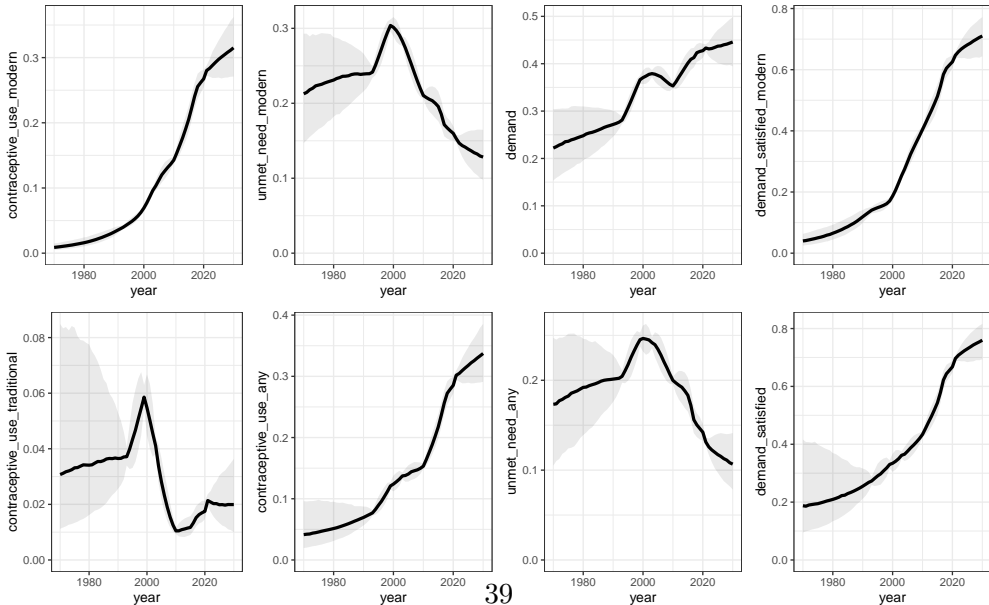 contraceptive_use_modern
0.3
0.2
0.1
0.0
1980 2000 2020
year
unmet_need_modern
0.3
0.2
0.1
0.0
1980 2000 2020
year
demand
0.5
0.4
0.3
0.2
0.1
0.0
1980 2000 2020
year
demand_satisfied_modern
0.8
0.6
0.4
0.2
0.0
1980 2000 2020
year
contraceptive_use_traditional
0.08
0.06
0.04
0.02
0.00
1980 2000 2020
year
contraceptive_use_any
0.4
0.3
0.2
0.1
0.0
1980 2000 2020
year
unmet_need_any
0.2
0.1
0.0
1980 2000 2020
year
demand_satisfied
0.8
0.6
0.4
0.2
0.0
1980 2000 2020
year
39